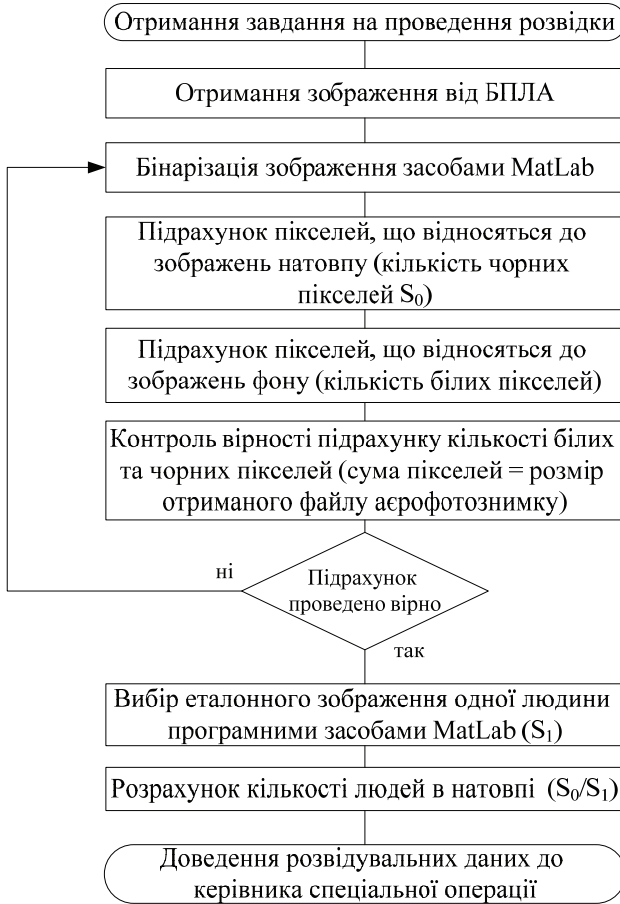 Отримання завдання на проведення розвідки
Отримання зображення від БПЛА
Бінарізація зображення засобами MatLab
Підрахунок пікселей, що відносяться до
зображень натовпу (кількість чорних
пікселей S₀)
Підрахунок пікселей, що відносяться до
зображень фону (кількість білих пікселей)
Контроль вірності підрахунку кількості білих
та чорних пікселей (сума пікселей = розмір
отриманого файлу аєрофотознимку)
ні
Підрахунок
проведено вірно
так
Вибір еталонного зображення одної людини
програмними засобами MatLab (S₁)
Розрахунок кількості людей в натовпі (S₀/S₁)
Доведення розвідувальних даних до
керівника спеціальної операції